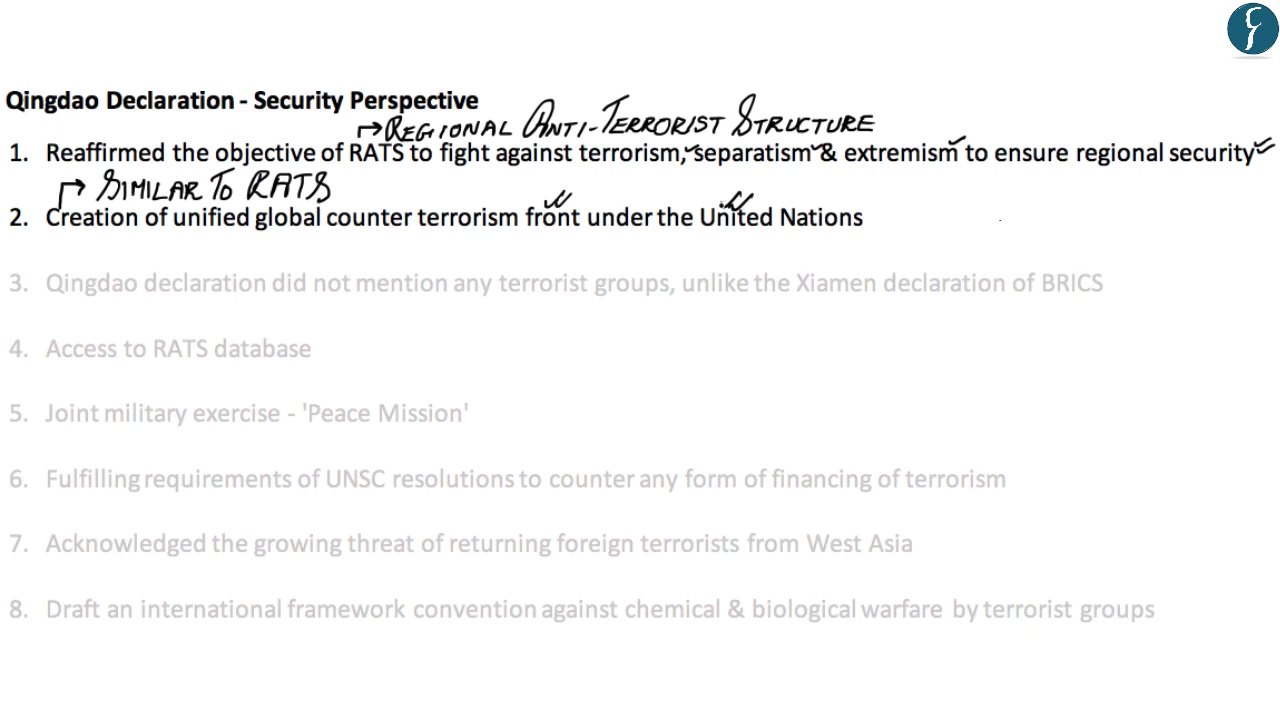 Qingdao Declaration - Security Perspective
→REGIONAL ANTI-TERRORIST STRUCTURE
1. Reaffirmed the objective of RATS to fight against terrorism, separatism & extremism to ensure regional security
→ SIMILAR TO RATS
2. Creation of unified global counter terrorism front under the United Nations
3. Qingdao declaration did not mention any terrorist groups, unlike the Xiamen declaration of BRICS
4. Access to RATS database
5. Joint military exercise - 'Peace Mission'
6. Fulfilling requirements of UNSC resolutions to counter any form of financing of terrorism
7. Acknowledged the growing threat of returning foreign terrorists from West Asia
8. Draft an international framework convention against chemical & biological warfare by terrorist groups